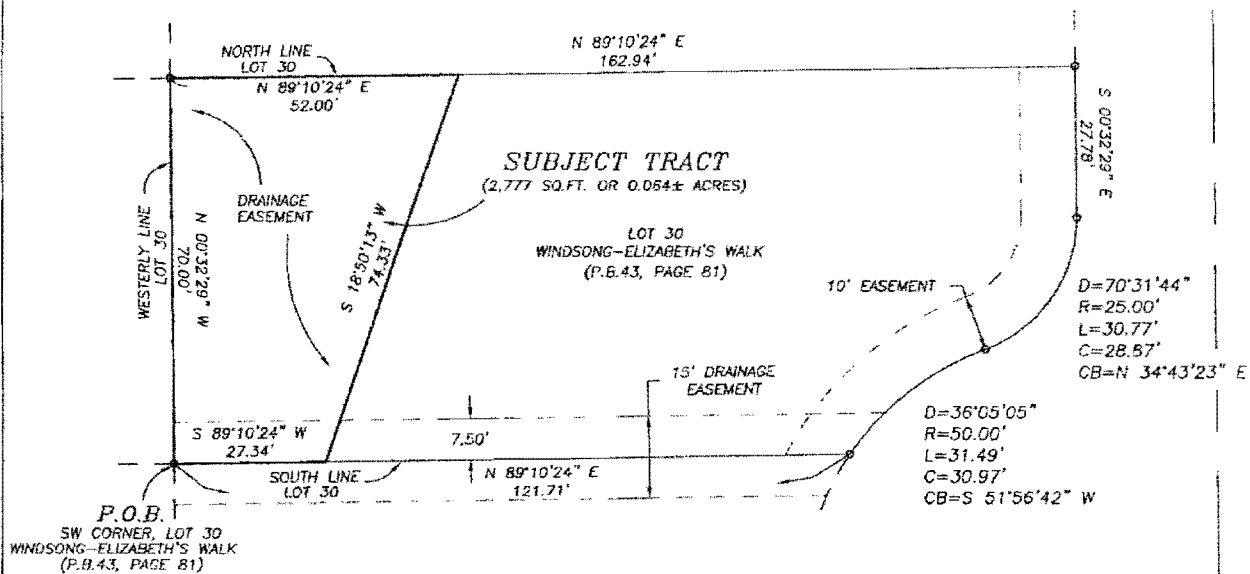 NORTH LINE
LOT 30
N 89°10'24" E
52.00'
N 89°10'24" E
162.94'
S 00°32'29" E
27.78'
SUBJECT TRACT
(2,777 SQ.FT. OR 0.064± ACRES)
DRAINAGE
EASEMENT
WESTERLY LINE
LOT 30
N 00°32'29" W
70.00'
S 18°50'13" W
74.33'
LOT 30
WINDSONG-ELIZABETH'S WALK
(P.B.43, PAGE 81)
10' EASEMENT
D=70°31'44"
R=25.00'
L=30.77'
C=28.87'
CB=N 34°43'23" E
15' DRAINAGE
EASEMENT
D=36°05'05"
R=50.00'
L=31.49'
C=30.97'
CB=S 51°56'42" W
S 89°10'24" W
27.34'
7.50'
SOUTH LINE
LOT 30
N 89°10'24" E
121.71'
P.O.B.
SW CORNER, LOT 30
WINDSONG-ELIZABETH'S WALK
(P.B.43, PAGE 81)